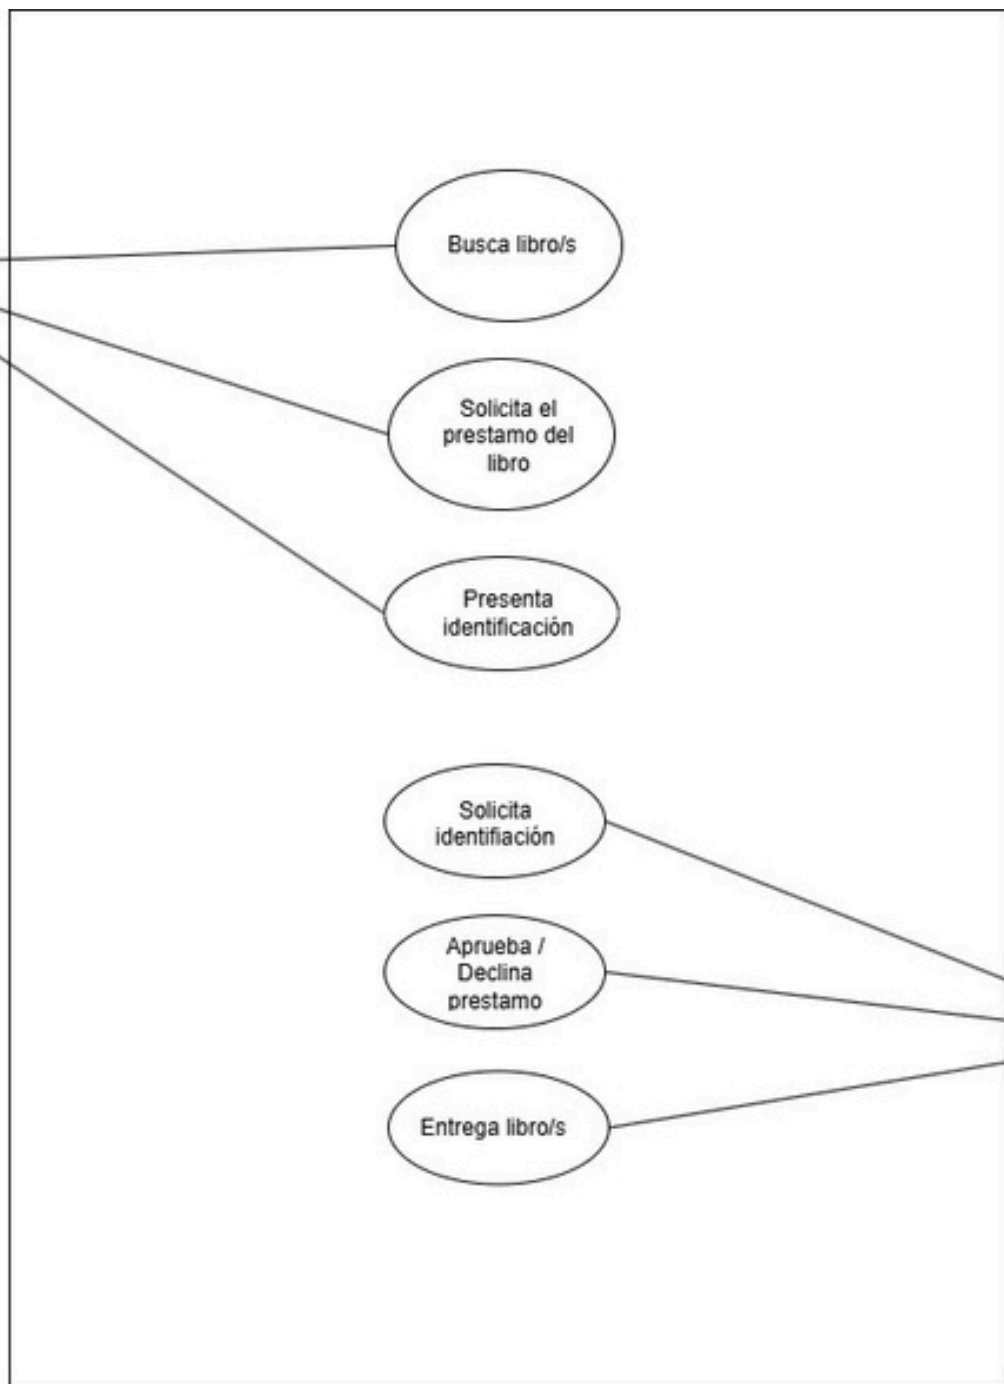 Busca libro/s
Solicita el
prestamo del
libro
Presenta
identificación
Solicita
identifiación
Aprueba /
Declina
prestamo
Entrega libro/s